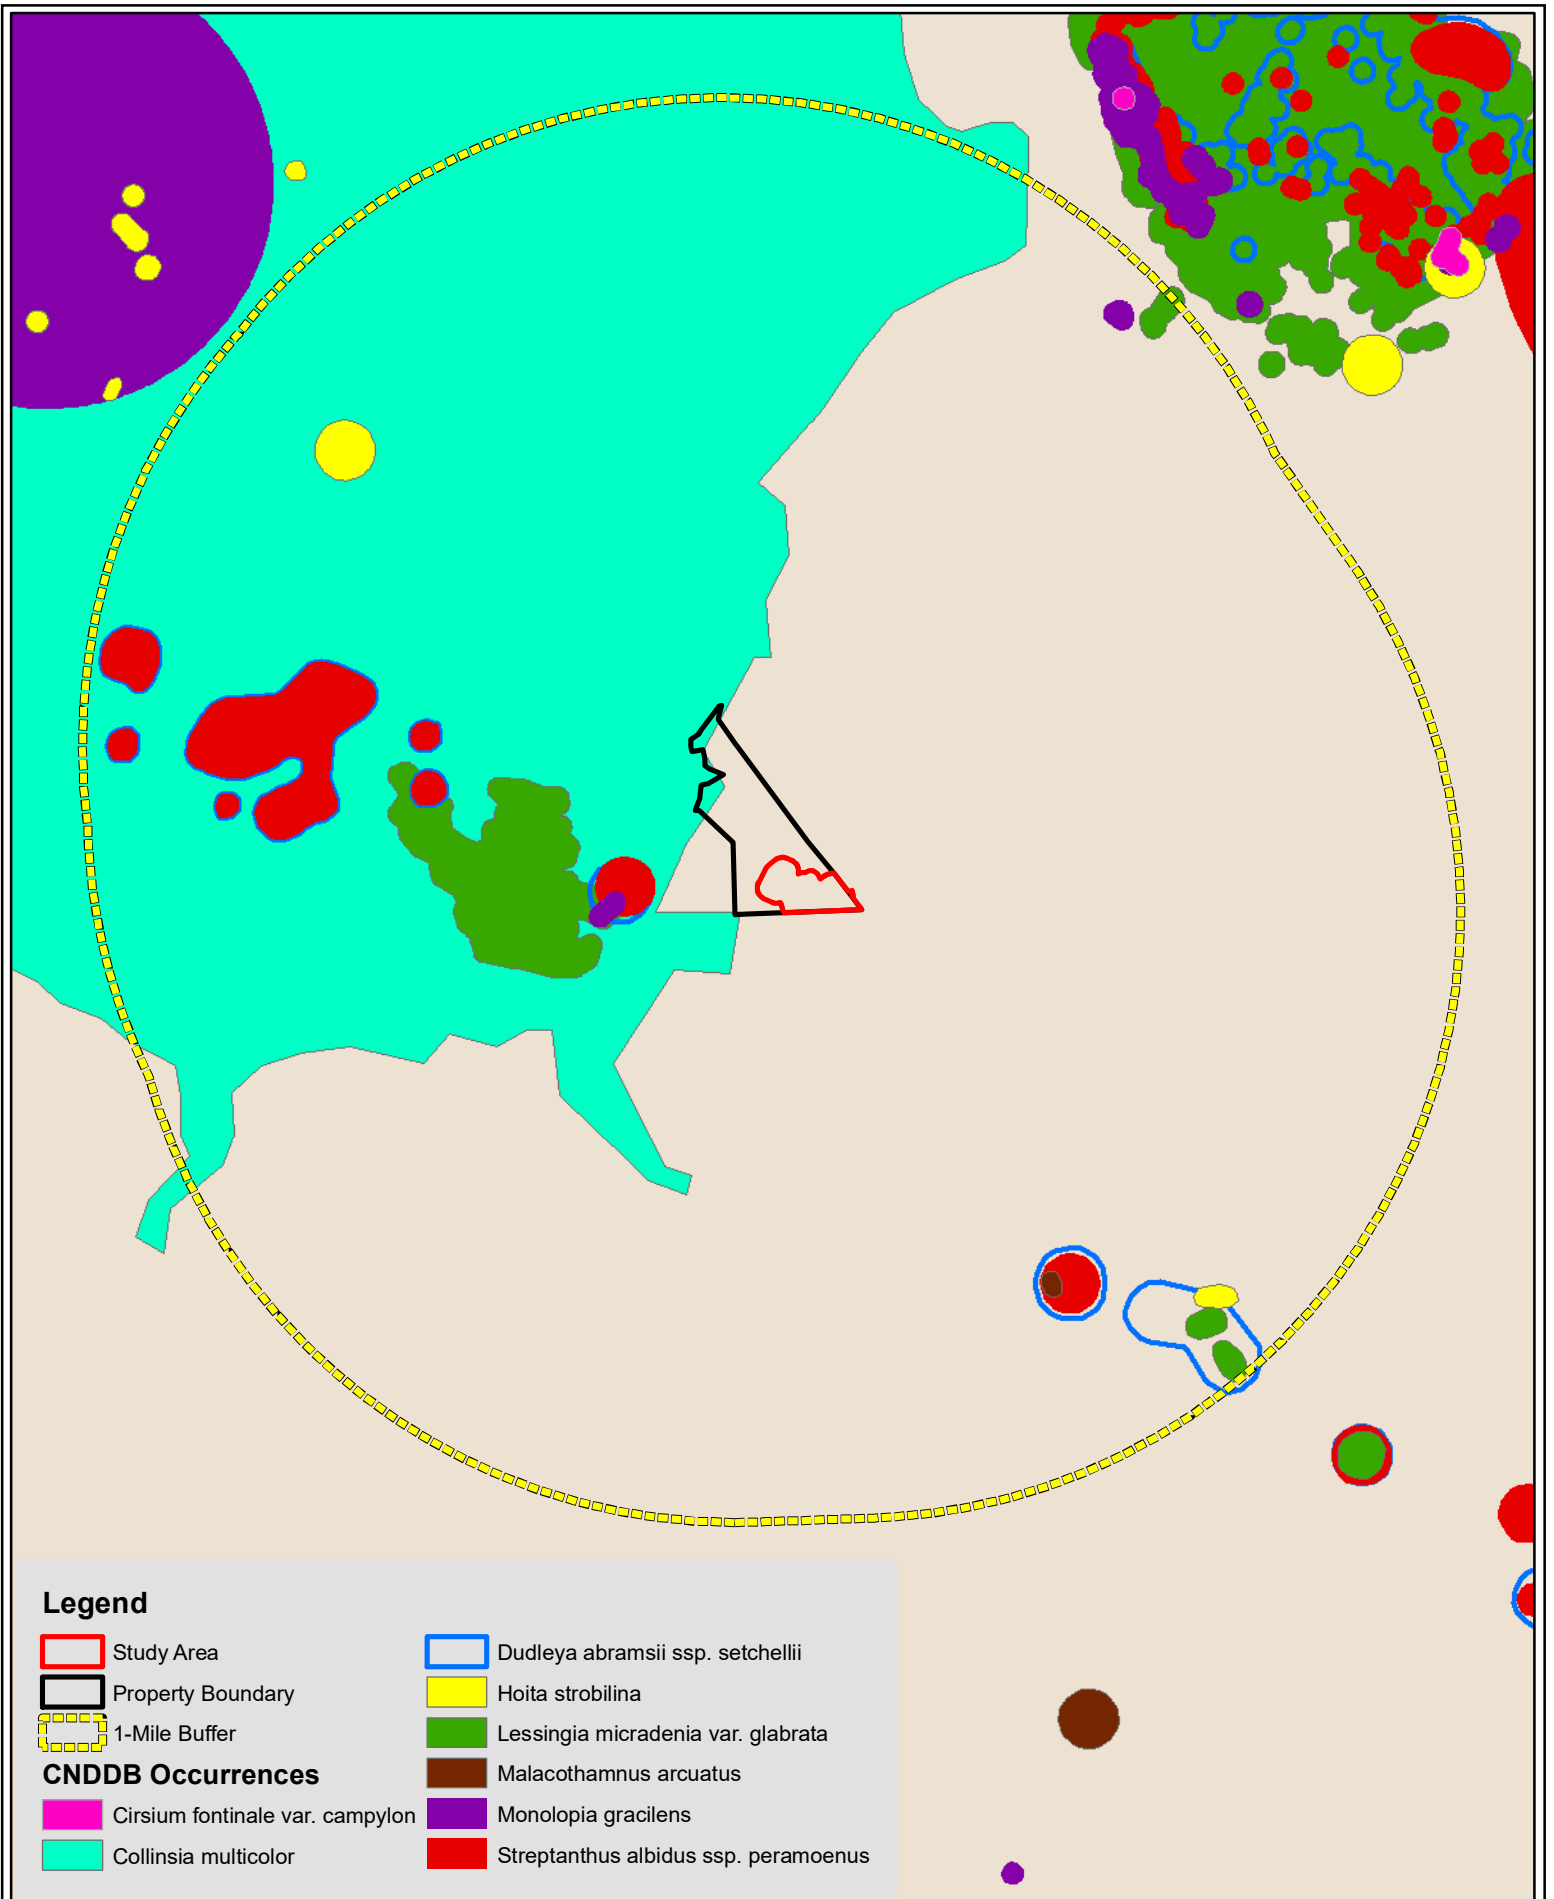 Legend
Study Area
Property Boundary
1-Mile Buffer
CNDDB Occurrences
Cirsium fontinale var. campylon
Collinsia multicolor
Dudleya abramsii ssp. setchellii
Hoita strobilina
Lessingia micradenia var. glabrata
Malacothamnus arcuatus
Monolopia gracilens
Streptanthus albidus ssp. peramoenus